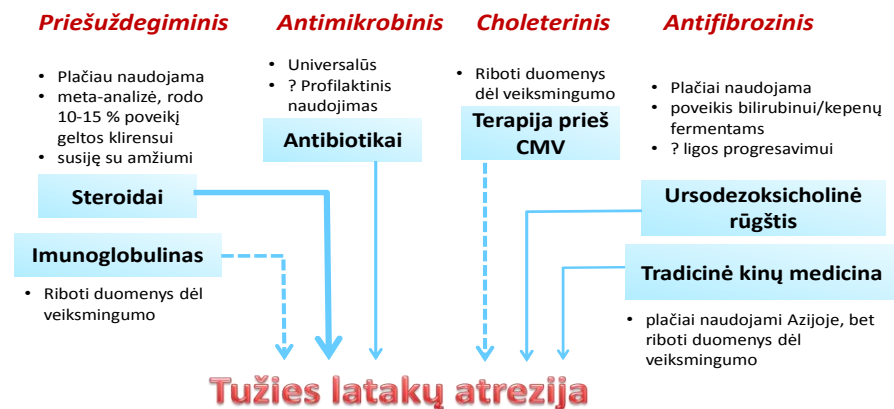 Priešuždegiminis
• Plačiau naudojama
• meta-analizė, rodo
10-15 % poveikį
geltos klirensui
• susiję su amžiumi
Steroidai
Imunoglobulinas
• Riboti duomenys dėl
veiksmingumo
Antimikrobinis
• Universalūs
• ? Profilaktinis
naudojimas
Antibiotikai
Choleterinis
• Riboti duomenys
dėl veiksmingumo
Terapija prieš
CMV
Antifibrozinis
• Plačiai naudojama
• poveikis bilirubinui/kepenų
fermentams
• ? ligos progresavimui
Ursodezoksicholinė
rūgštis
Tradicinė kinų medicina
• plačiai naudojami Azijoje, bet
riboti duomenys dėl
veiksmingumo
Tužies latakų atrezija